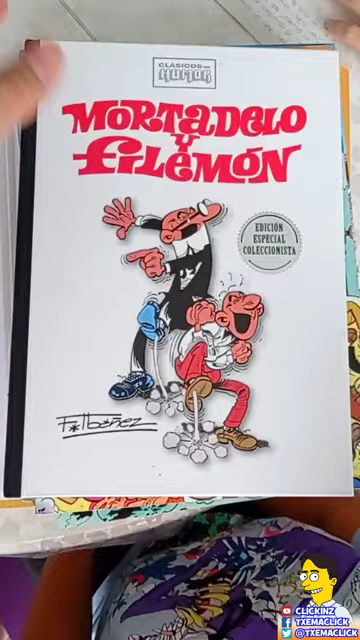 CLÁSICOS DEL
HUMOR
MORTADELO
Y
FILEMÓN
EDICIÓN
ESPECIAL
COLECCIONISTA
F. Ibáñez
CLICKINZ
TXEMACLICK
@TXEMACLICK